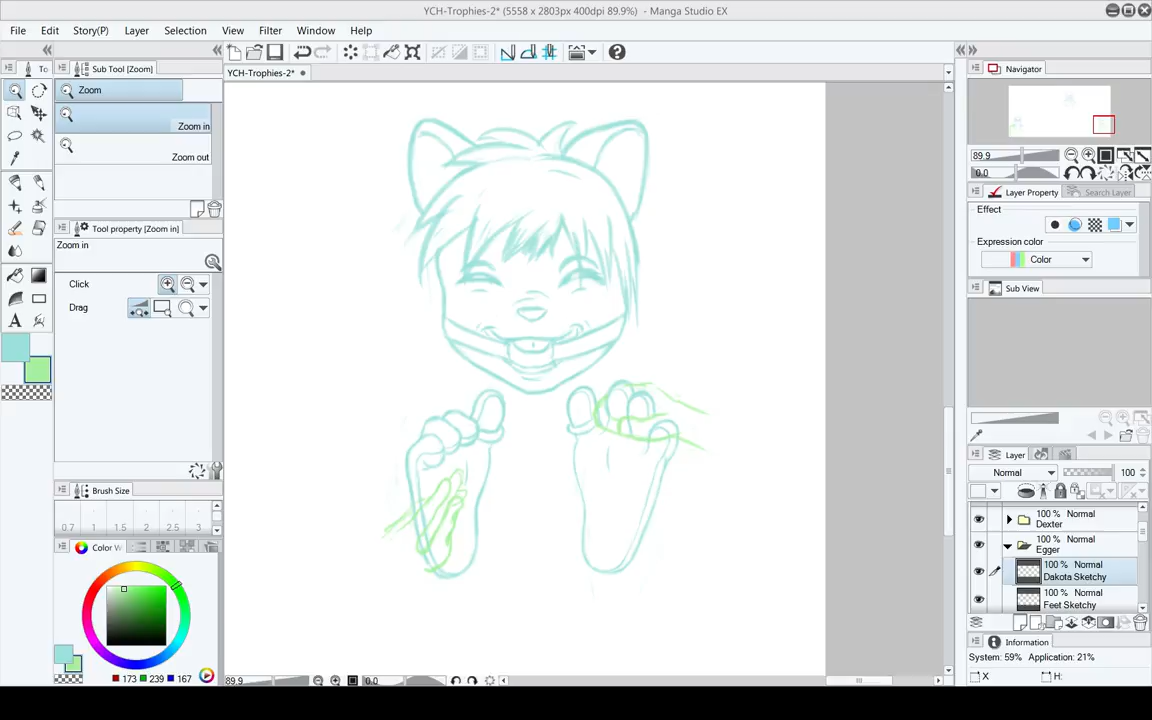 YCH-Trophies-2* (5558 x 2803px 400dpi 89.9%) - Manga Studio EX
File Edit Story(P) Layer Selection View Filter Window Help
To
Sub Tool [Zoom]
YCH-Trophies-2*
Navigator
Zoom
Zoom in
Zoom out
89.9
0.0
Layer Property
Search Layer
Effect
Tool property [Zoom in]
Zoom in
Expression color
Color
Click
Sub View
Drag
Layer
Normal
100
Brush Size
100 % Normal
Dexter
0.7 1 1.5 2 2.5 3
100 % Normal
Egger
Color W
100 % Normal
Dakota Sketchy
100 % Normal
Feet Sketchy
Information
System: 59% Application: 21%
173 239 167
X
H:
89.9
0.0